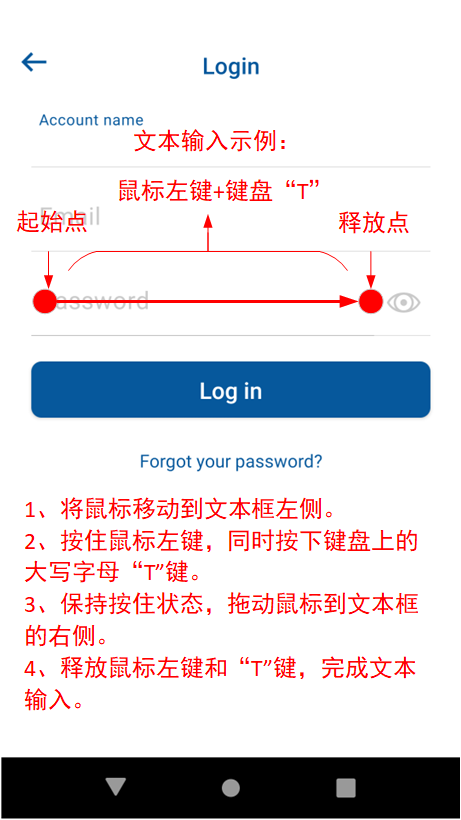 Login
Account name
文本输入示例：
鼠标左键+键盘“T”
Email
起始点
释放点
Password
Log in
Forgot your password?
1、将鼠标移动到文本框左侧。
2、按住鼠标左键，同时按下键盘上的
大写字母“T”键。
3、保持按住状态，拖动鼠标到文本框
的右侧。
4、释放鼠标左键和“T”键，完成文本
输入。